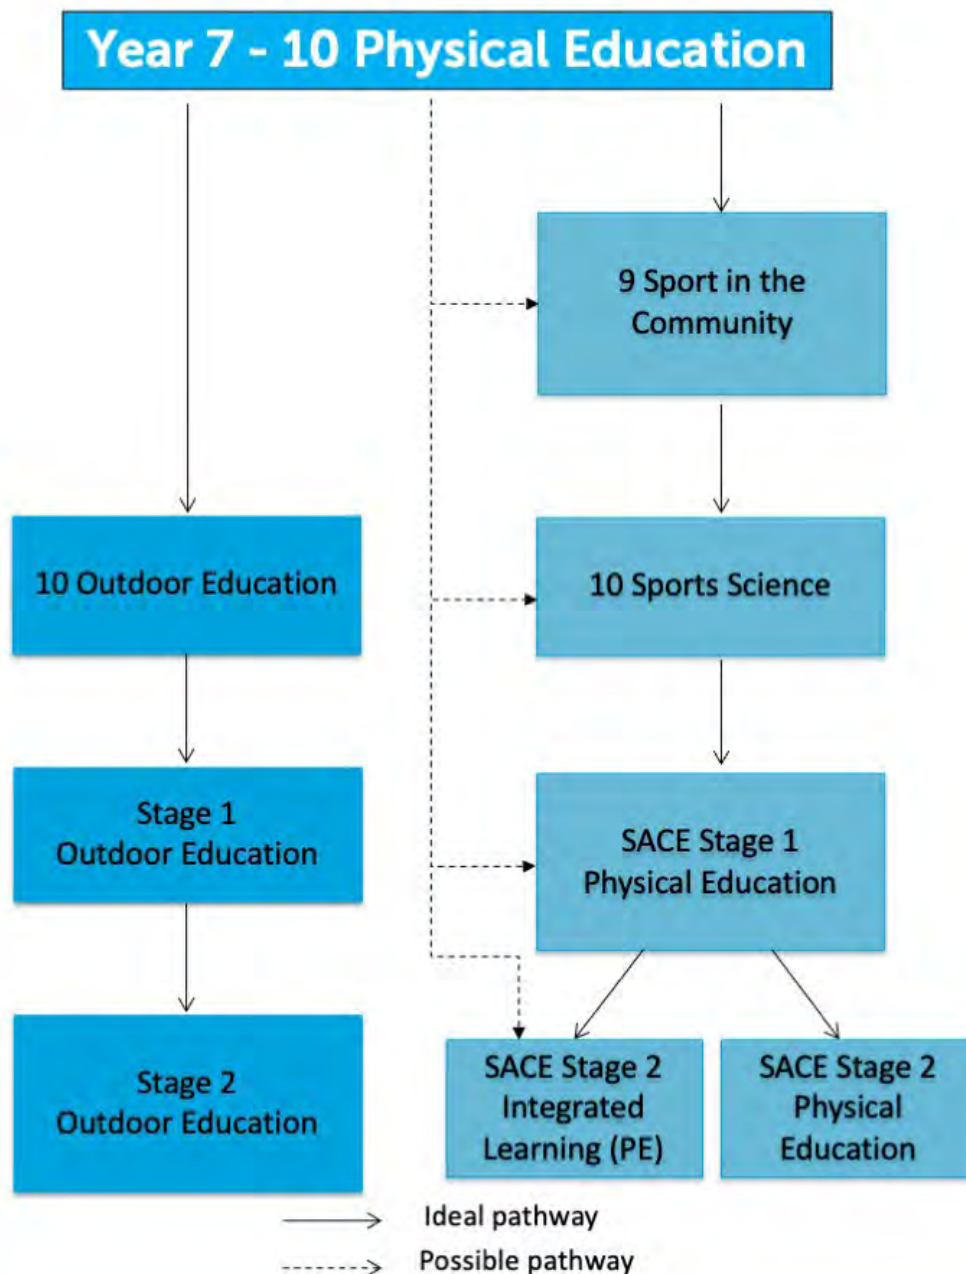 Year 7 - 10 Physical Education
9 Sport in the
Community
10 Outdoor Education
10 Sports Science
Stage 1
Outdoor Education
SACE Stage 1
Physical Education
Stage 2
Outdoor Education
SACE Stage 2
Integrated
Learning (PE)
SACE Stage 2
Physical
Education
Ideal pathway
Possible pathway